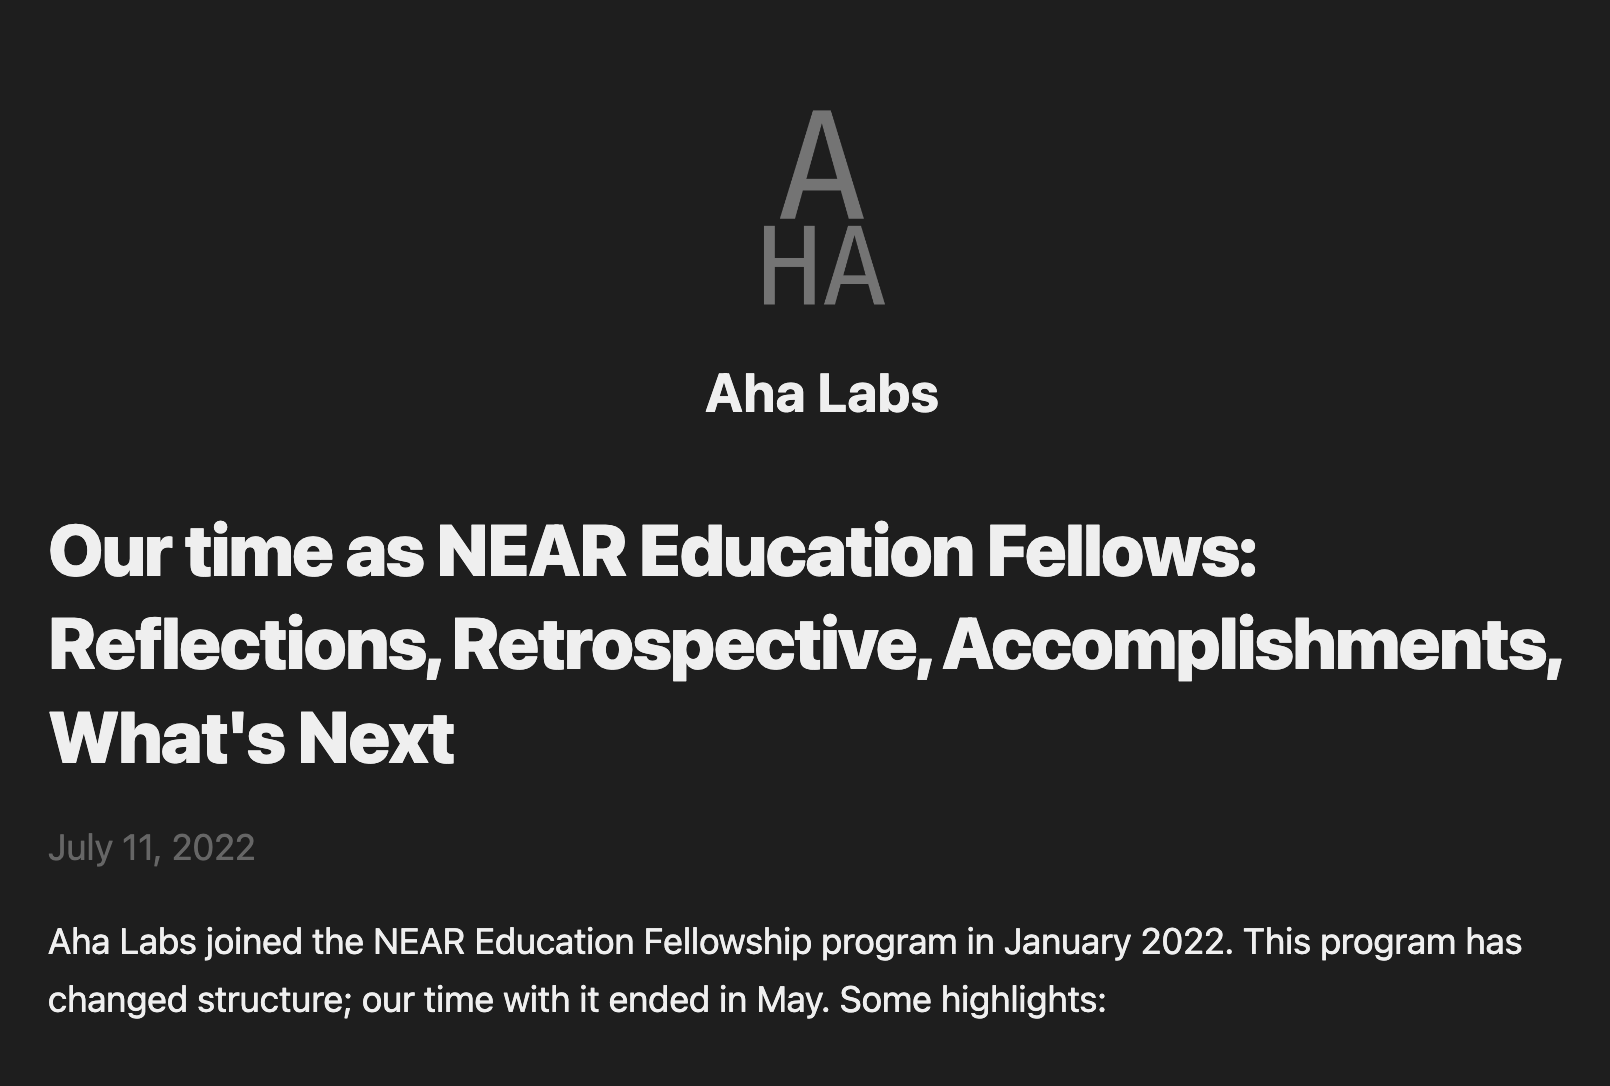 A
HA
Aha Labs
Our time as NEAR Education Fellows:
Reflections, Retrospective, Accomplishments,
What's Next
July 11, 2022
Aha Labs joined the NEAR Education Fellowship program in January 2022. This program has
changed structure; our time with it ended in May. Some highlights: